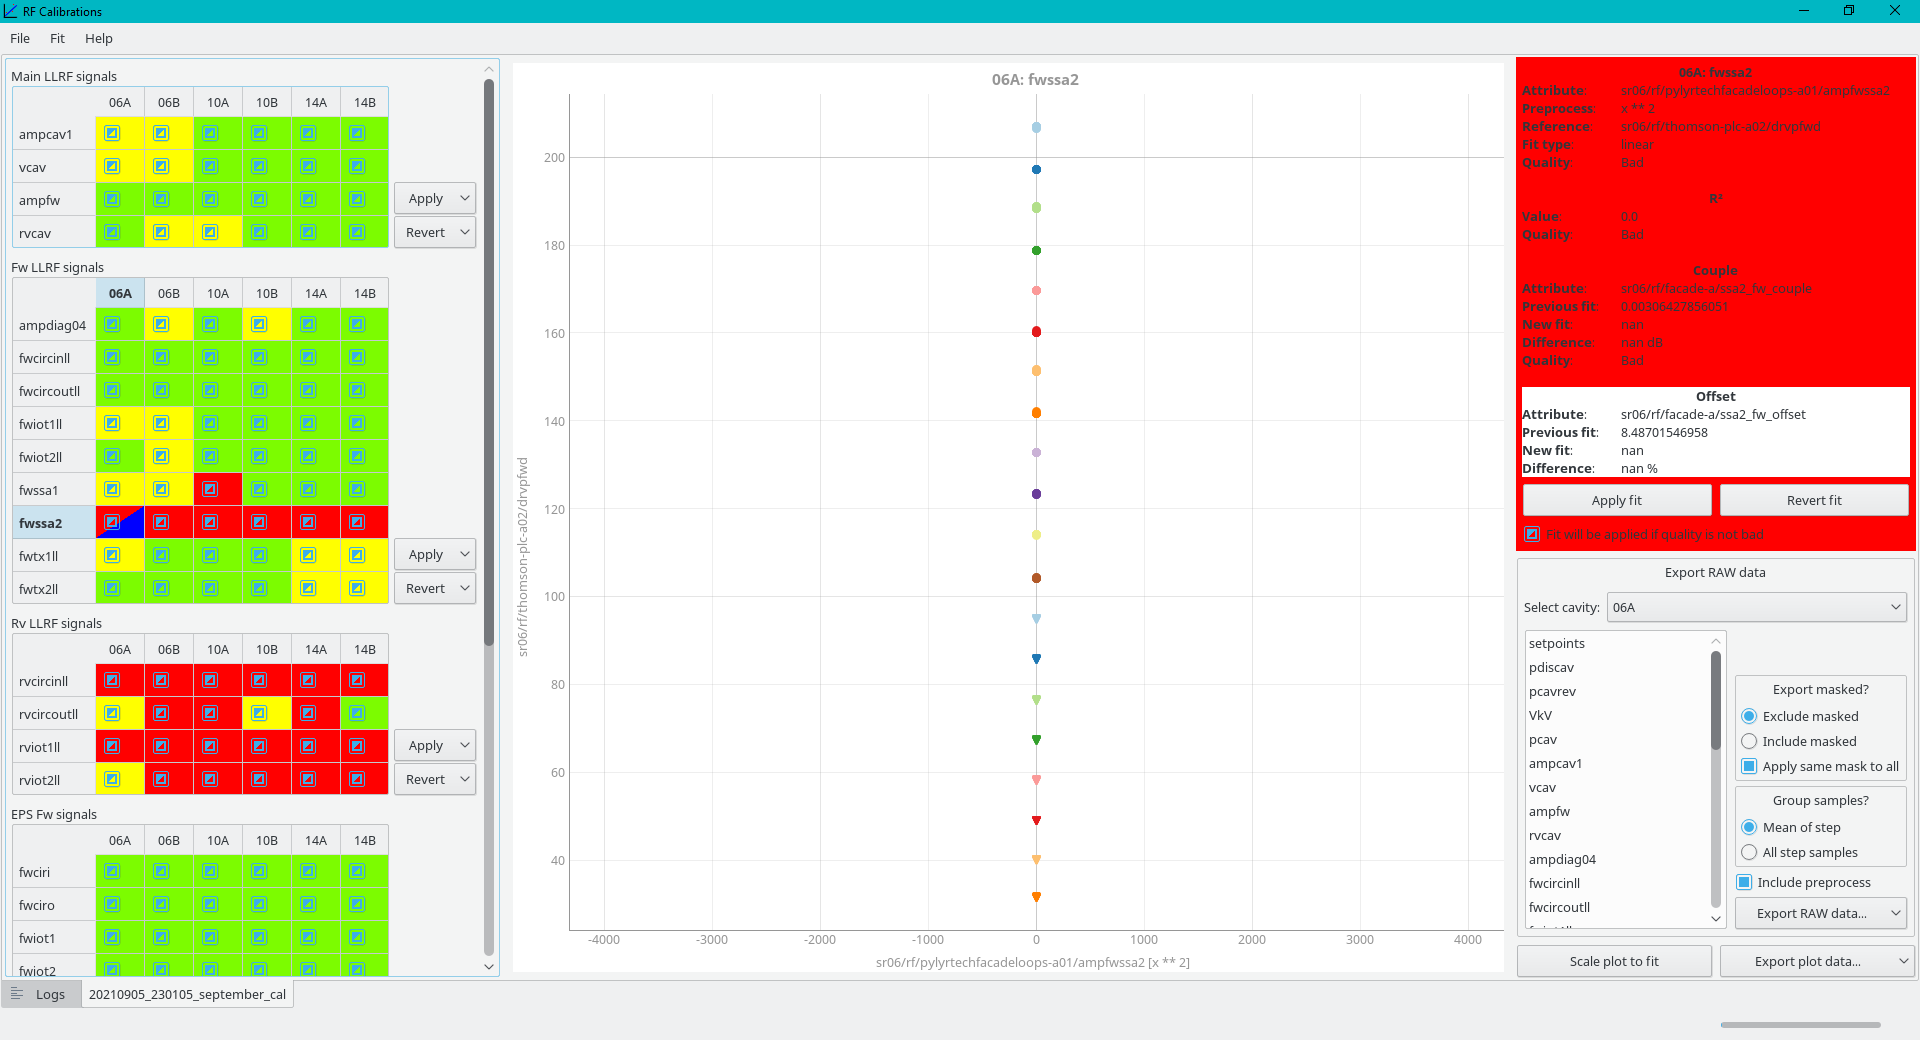 RF Calibrations
File Fit Help
Main LLRF signals
06A 06B 10A 10B 14A 14B
ampcav1
vcav
ampfw
rvcav
Apply
Revert
Fw LLRF signals
06A 06B 10A 10B 14A 14B
ampdiag04
fwcircinll
fwcircoutll
fwiot1ll
fwiot2ll
fwssa1
fwssa2
fwtx1ll
fwtx2ll
Apply
Revert
Rv LLRF signals
06A 06B 10A 10B 14A 14B
rvcircinll
rvcircoutll
rviot1ll
rviot2ll
Apply
Revert
EPS Fw signals
06A 06B 10A 10B 14A 14B
fwciri
fwciro
fwiot1
fwiot2
06A: fwssa2
200
180
160
140
120
100
80
60
40
sr06/rf/thomson-plc-a02/drvpfwd
-4000 -3000 -2000 -1000 0 1000 2000 3000 4000
sr06/rf/pylyrtechfacadeloops-a01/ampfwssa2 [x ** 2]
06A: fwssa2
Attribute: sr06/rf/pylyrtechfacadeloops-a01/ampfwssa2
Preprocess: x ** 2
Reference: sr06/rf/thomson-plc-a02/drvpfwd
Fit type: linear
Quality: Bad
R²
Value: 0.0
Quality: Bad
Couple
Attribute: sr06/rf/facade-a/ssa2_fw_couple
Previous fit: 0.00306427856051
New fit: nan
Difference: nan dB
Quality: Bad
Offset
Attribute: sr06/rf/facade-a/ssa2_fw_offset
Previous fit: 8.48701546958
New fit: nan
Difference: nan %
Apply fit Revert fit
Fit will be applied if quality is not bad
Export RAW data
Select cavity: 06A
setpoints
pdiscav
pcavrev
VkV
pcav
ampcav1
vcav
ampfw
rvcav
ampdiag04
fwcircinll
fwcircoutll
Export masked?
Exclude masked
Include masked
Apply same mask to all
Group samples?
Mean of step
All step samples
Include preprocess
Export RAW data...
Scale plot to fit Export plot data...
Logs 20210905_230105_september_cal